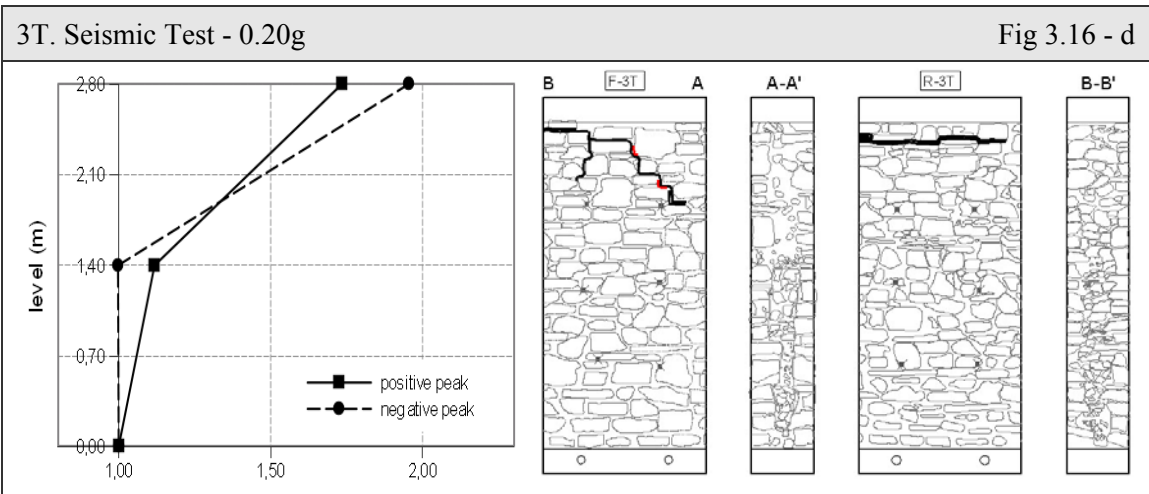 3T. Seismic Test - 0.20g Fig 3.16 - d
2,80
2,10
1,40
0,70
0,00
level (m)
1,00 1,50 2,00
positive peak
negative peak
B F-3T A
A-A'
R-3T
B-B'